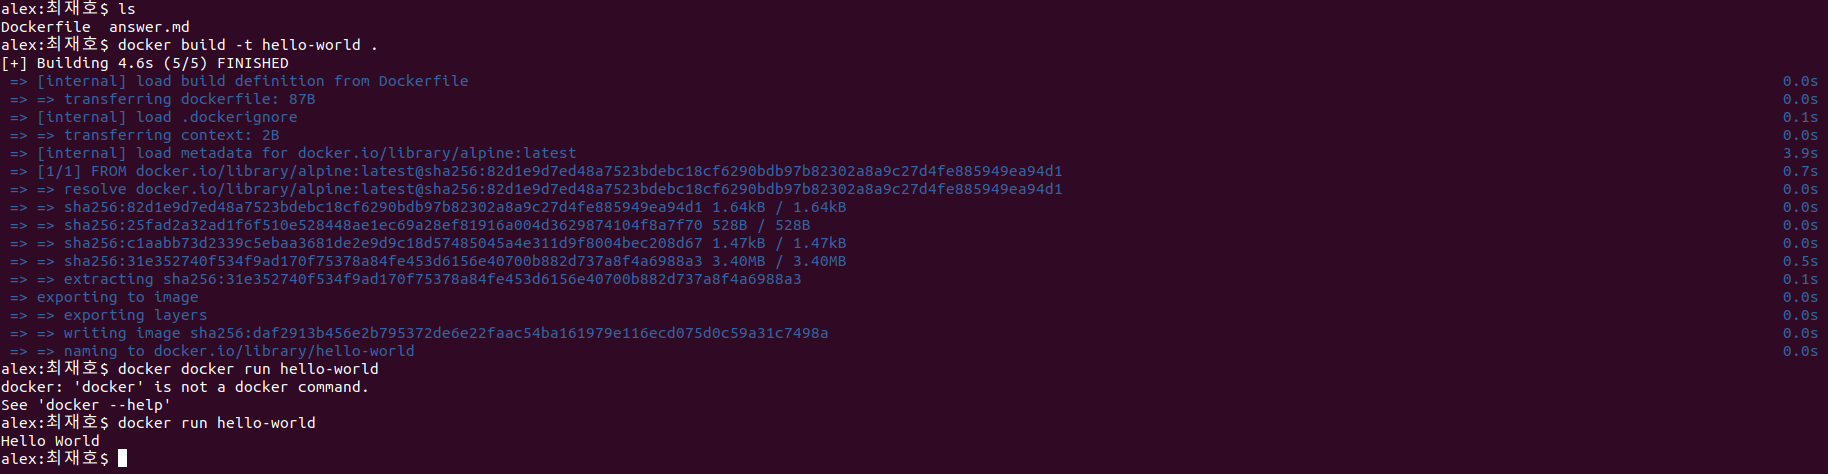 alex:최재호$ ls
Dockerfile  answer.md
alex:최재호$ docker build -t hello-world .
[+] Building 4.6s (5/5) FINISHED
 => [internal] load build definition from Dockerfile 0.0s
 => => transferring dockerfile: 87B 0.0s
 => [internal] load .dockerignore 0.1s
 => => transferring context: 2B 0.0s
 => [internal] load metadata for docker.io/library/alpine:latest 3.9s
 => [1/1] FROM docker.io/library/alpine:latest@sha256:82d1e9d7ed48a7523bdebc18cf6290bdb97b82302a8a9c27d4fe885949ea94d1 0.7s
 => => resolve docker.io/library/alpine:latest@sha256:82d1e9d7ed48a7523bdebc18cf6290bdb97b82302a8a9c27d4fe885949ea94d1 0.0s
 => => sha256:82d1e9d7ed48a7523bdebc18cf6290bdb97b82302a8a9c27d4fe885949ea94d1 1.64kB / 1.64kB 0.0s
 => => sha256:25fad2a32ad1f6f510e528448ae1ec69a28ef81916a004d3629874104f8a7f70 528B / 528B 0.0s
 => => sha256:c1aabb73d2339c5ebaa3681de2e9d9c18d57485045a4e311d9f8004bec208d67 1.47kB / 1.47kB 0.0s
 => => sha256:31e352740f534f9ad170f75378a84fe453d6156e40700b882d737a8f4a6988a3 3.40MB / 3.40MB 0.5s
 => => extracting sha256:31e352740f534f9ad170f75378a84fe453d6156e40700b882d737a8f4a6988a3 0.1s
 => exporting to image 0.0s
 => => exporting layers 0.0s
 => => writing image sha256:daf2913b456e2b795372de6e22faac54ba161979e116ecd075d0c59a31c7498a 0.0s
 => => naming to docker.io/library/hello-world 0.0s
alex:최재호$ docker docker run hello-world
docker: 'docker' is not a docker command.
See 'docker --help'
alex:최재호$ docker run hello-world
Hello World
alex:최재호$